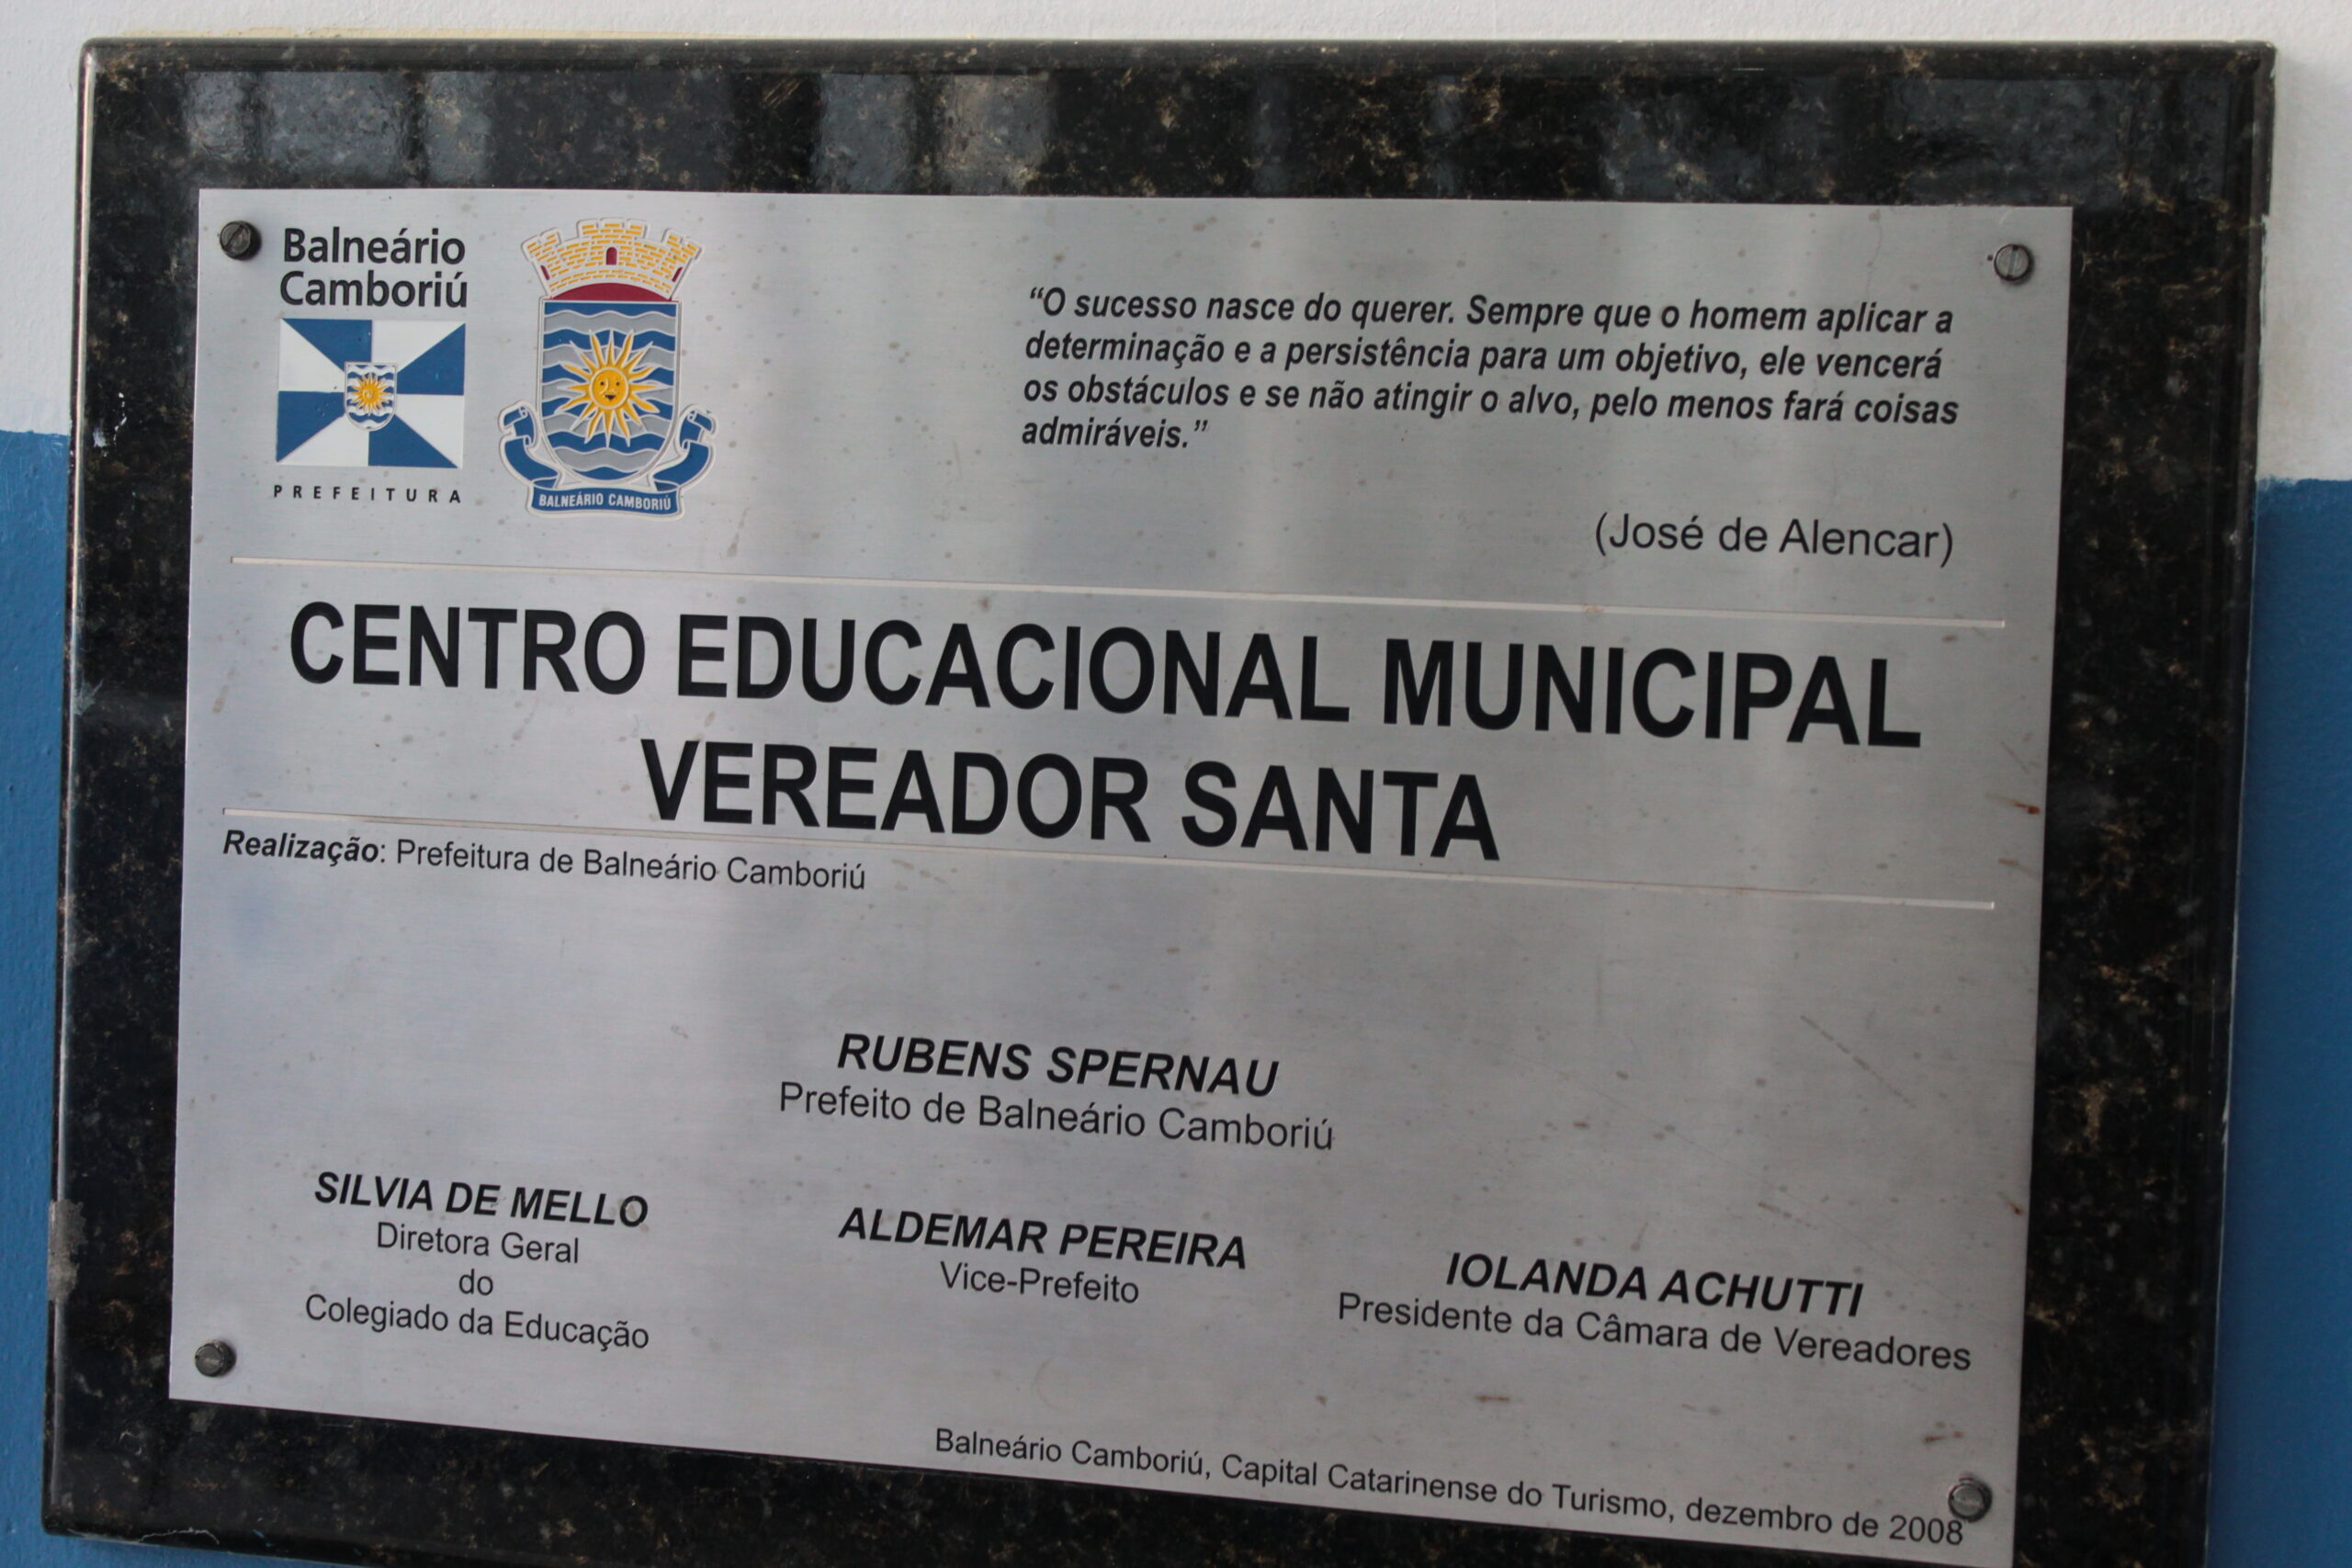 Balneário
Camboriú
PREFEITURA
BALNEÁRIO CAMBORIÚ
“O sucesso nasce do querer. Sempre que o homem aplicar a
determinação e a persistência para um objetivo, ele vencerá
os obstáculos e se não atingir o alvo, pelo menos fará coisas
admiráveis.”
(José de Alencar)
CENTRO EDUCACIONAL MUNICIPAL
VEREADOR SANTA
Realização: Prefeitura de Balneário Camboriú
RUBENS SPERNAU
Prefeito de Balneário Camboriú
SILVIA DE MELLO
Diretora Geral
do
Colegiado da Educação
ALDEMAR PEREIRA
Vice-Prefeito
IOLANDA ACHUTTI
Presidente da Câmara de Vereadores
Balneário Camboriú, Capital Catarinense do Turismo, dezembro de 2008